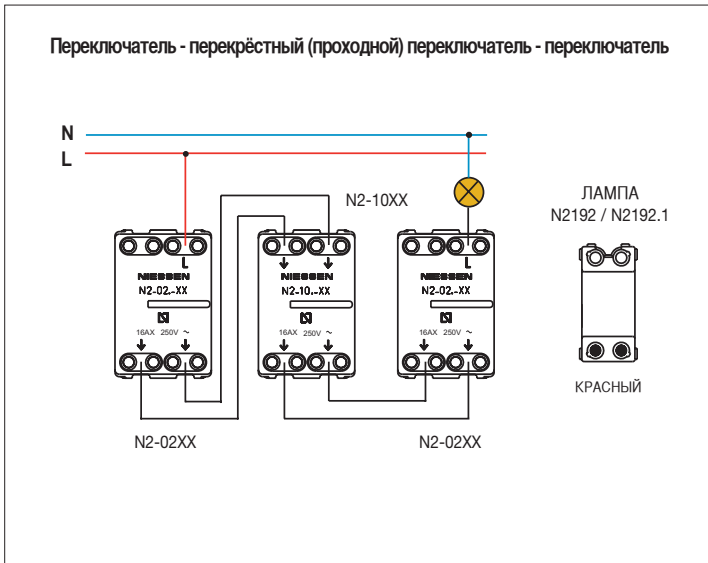 Переключатель - перекрёстный (проходной) переключатель - переключатель
N
L
N2-10XX
ЛАМПА
N2192 / N2192.1
L
NIESSEN
N2-02.-XX
16AX 250V ~
NIESSEN
N2-10.-XX
16AX 250V ~
L
NIESSEN
N2-02.-XX
16AX 250V ~
КРАСНЫЙ
N2-02XX
N2-02XX